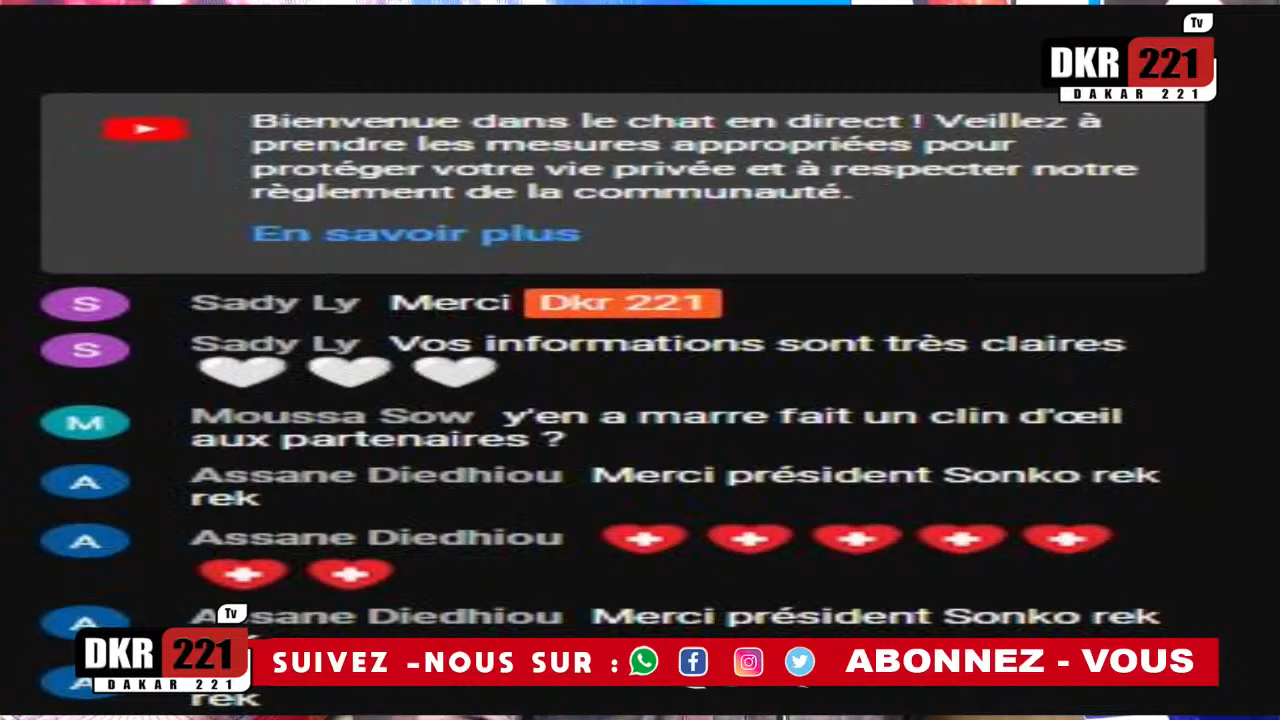 Tv
DKR 221
DAKAR 221
Bienvenue dans le chat en direct ! Veillez à
prendre les mesures appropriées pour
protéger votre vie privée et à respecter notre
règlement de la communauté.
En savoir plus
S Sady Ly Merci Dkr 221
S Sady Ly Vos informations sont très claires
M Moussa Sow y'en a marre fait un clin d'œil
aux partenaires ?
A Assane Diedhiou Merci président Sonko rek
rek
A Assane Diedhiou
A Assane Diedhiou Merci président Sonko rek
Tv
DKR 221
DAKAR 221
SUIVEZ -NOUS SUR : ABONNEZ - VOUS
A
rek